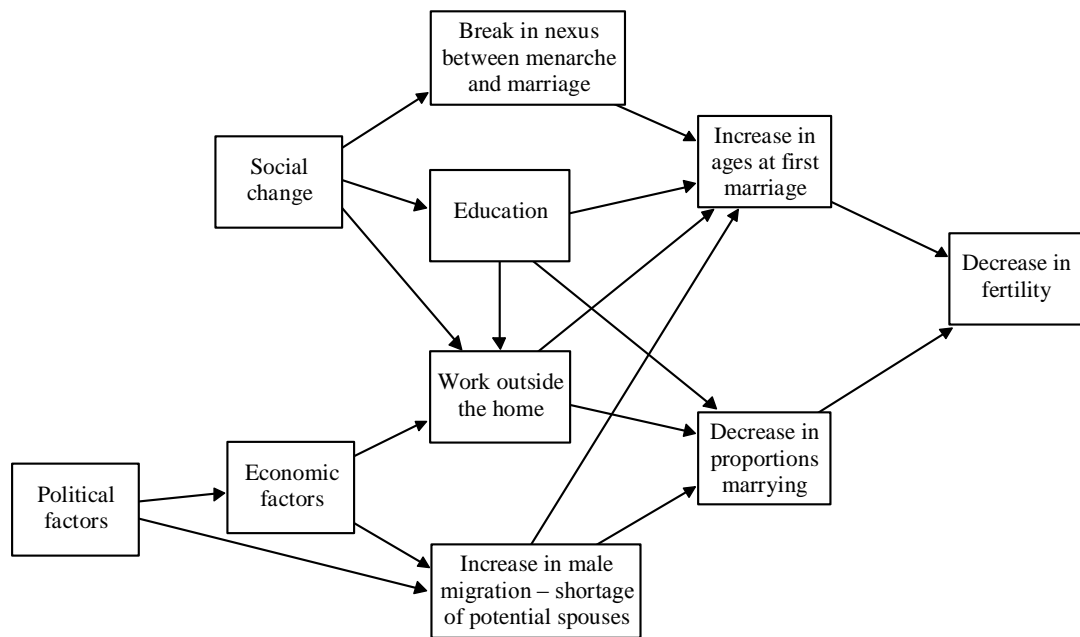 Break in nexus
between menarche
and marriage
Increase in
ages at first
marriage
Social
change
Education
Decrease in
fertility
Work outside
the home
Decrease in
proportions
marrying
Economic
factors
Political
factors
Increase in male
migration – shortage
of potential spouses